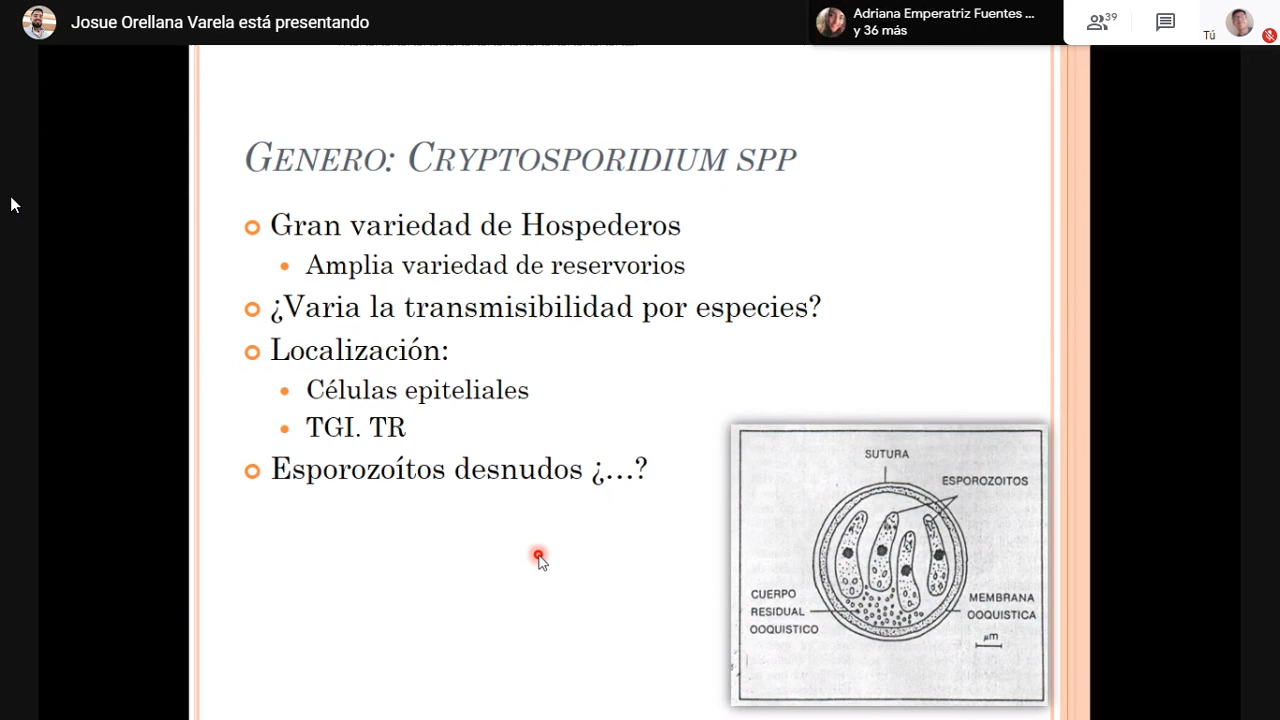 Josue Orellana Varela está presentando
Adriana Emperatriz Fuentes ...
y 36 más
39
Tú
GENERO: CRYPTOSPORIDIUM SPP
Gran variedad de Hospederos
Amplia variedad de reservorios
¿Varia la transmisibilidad por especies?
Localización:
Células epiteliales
TGI. TR
Esporozoítos desnudos ¿...?
SUTURA
ESPOROZOITOS
CUERPO
RESIDUAL
OOQUISTICO
MEMBRANA
OOQUISTICA
µm